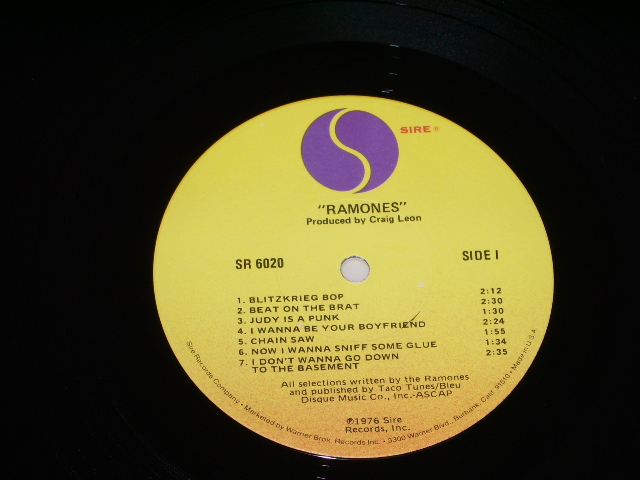 SIRE®
"RAMONES"
Produced by Craig Leon
SR 6020
SIDE I
1. BLITZKRIEG BOP 2:12
2. BEAT ON THE BRAT 2:30
3. JUDY IS A PUNK 1:30
4. I WANNA BE YOUR BOYFRIEND 2:24
5. CHAIN SAW 1:55
6. NOW I WANNA SNIFF SOME GLUE 1:34
7. I DON'T WANNA GO DOWN 2:35
TO THE BASEMENT
All selections written by the Ramones
and published by Taco Tunes/Bleu
Disque Music Co., Inc.-ASCAP
℗1976 Sire
Records, Inc.
Sire Records Company • Marketed by Warner Bros. Records Inc. • 3300 Warner Blvd., Burbank, Calif. 91510 • Made in U.S.A.